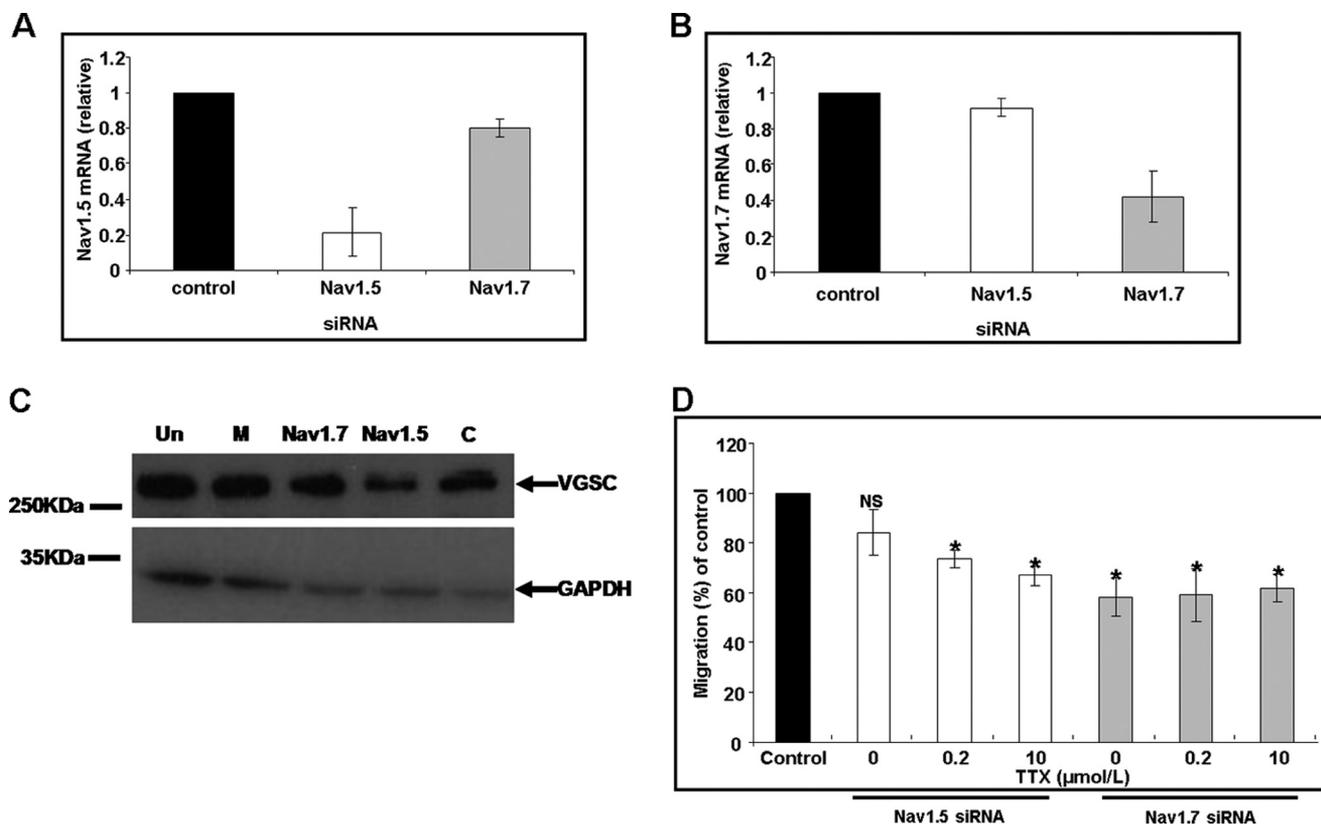 A
Nav1.5 mRNA (relative)
1.2
1
0.8
0.6
0.4
0.2
0
control Nav1.5 Nav1.7
siRNA
B
Nav1.7 mRNA (relative)
1.2
1
0.8
0.6
0.4
0.2
0
control Nav1.5 Nav1.7
siRNA
C
Un M Nav1.7 Nav1.5 C
VGSC
250KDa
35KDa
GAPDH
D
Migration (%) of control
120
100
80
60
40
20
0
NS
* * * * *
Control 0 0.2 10 0 0.2 10
TTX (µmol/L)
Nav1.5 siRNA Nav1.7 siRNA